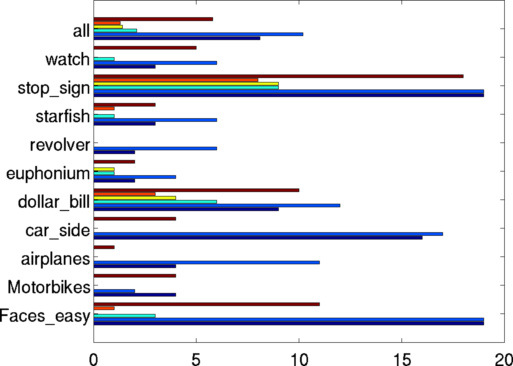 all
watch
stop_sign
starfish
revolver
euphonium
dollar_bill
car_side
airplanes
Motorbikes
Faces_easy
0 5 10 15 20